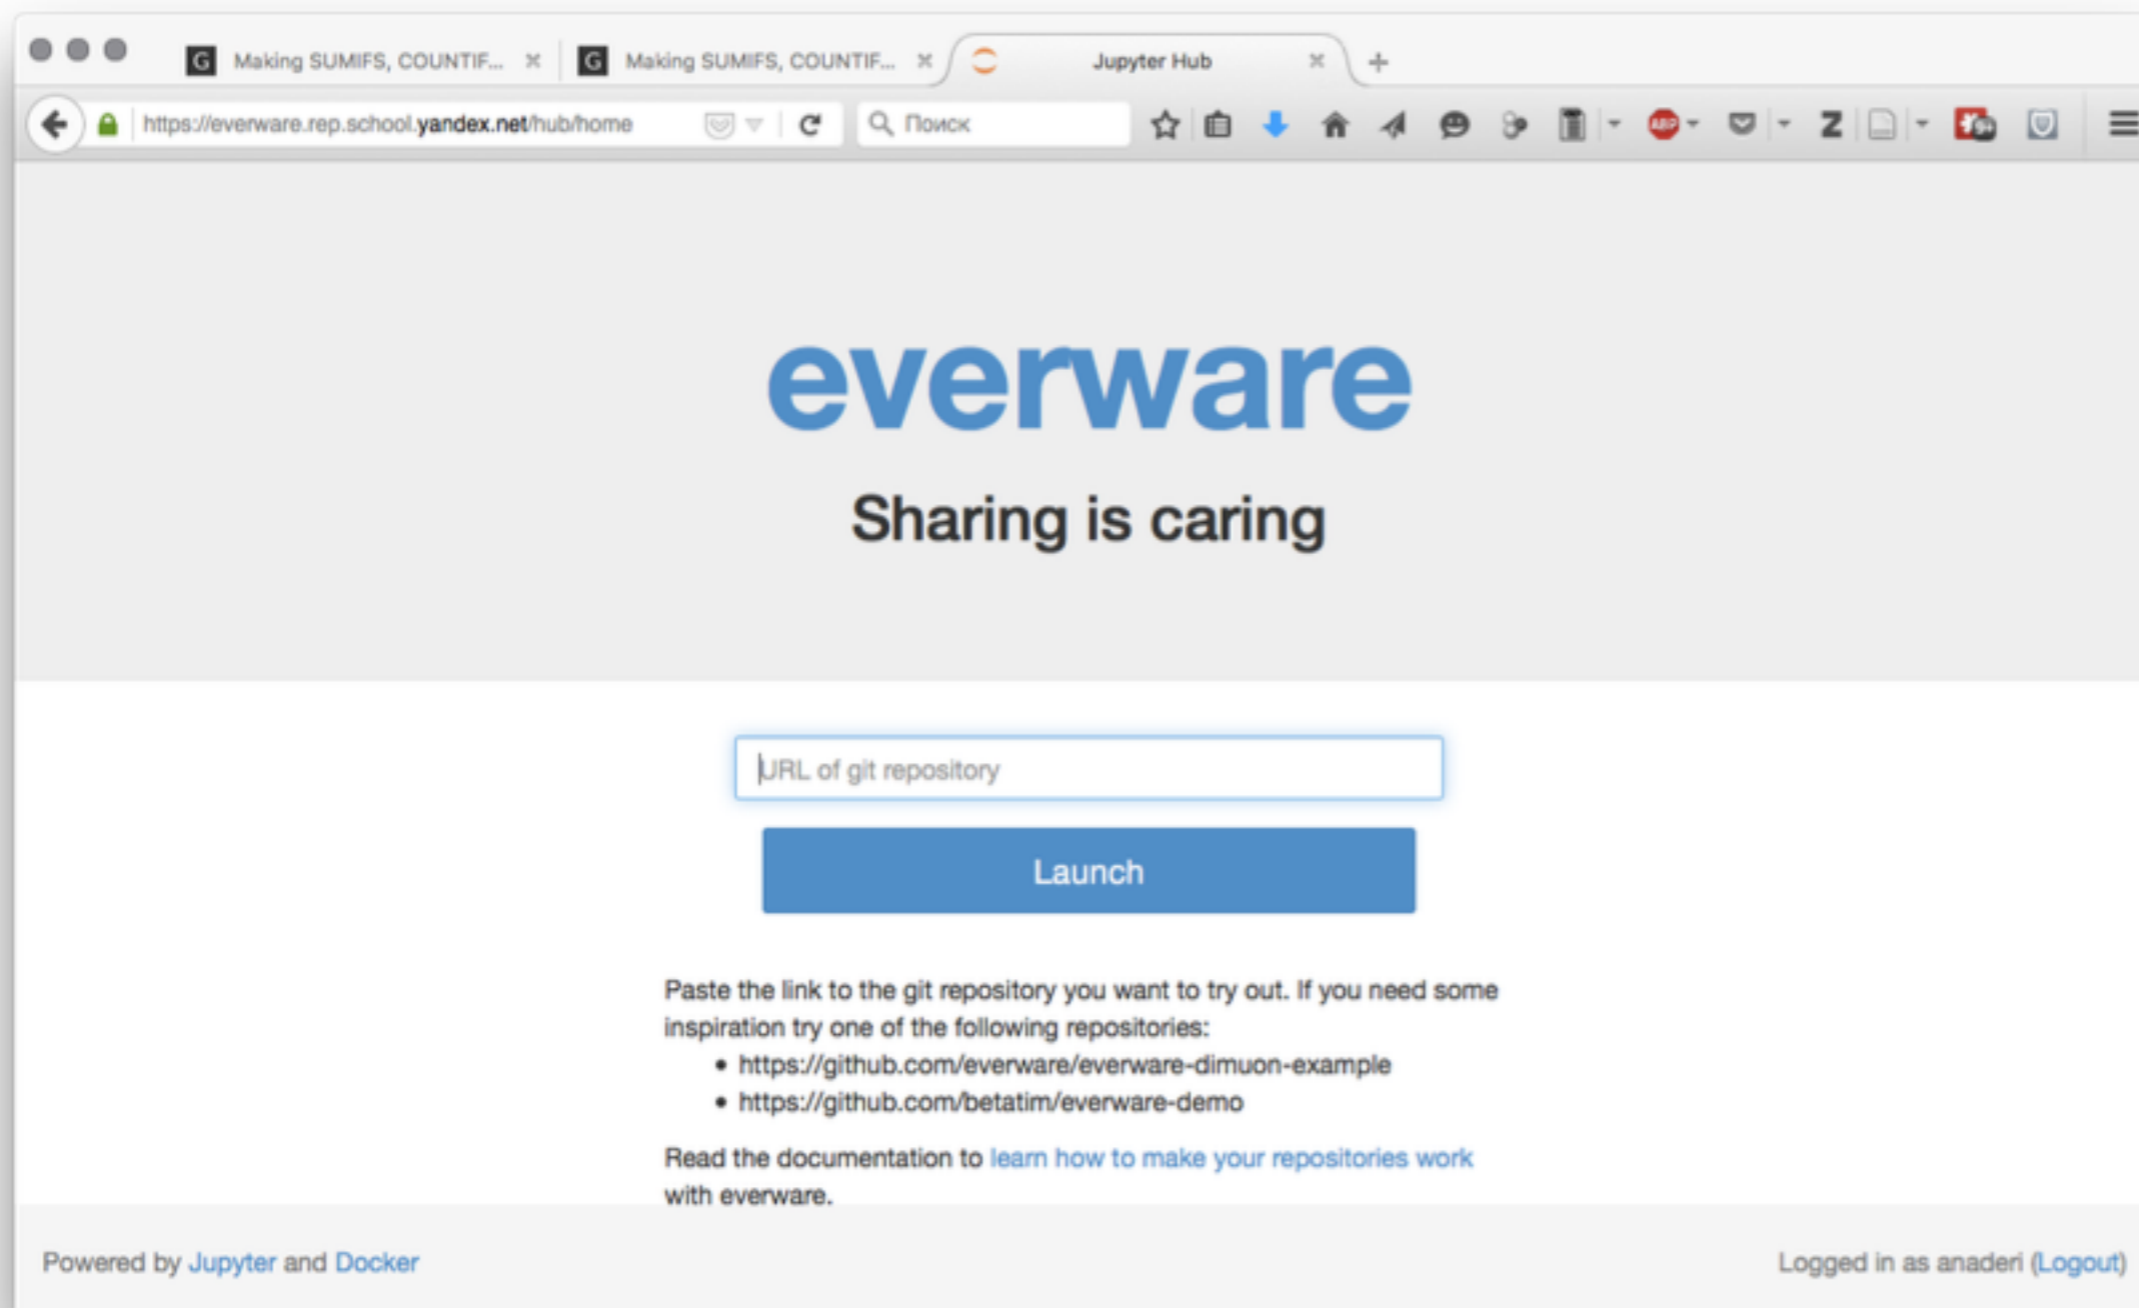 Making SUMIFS, COUNTIF...
Making SUMIFS, COUNTIF...
Jupyter Hub
https://everware.rep.school.yandex.net/hub/home
Поиск
everware
Sharing is caring
URL of git repository
Launch
Paste the link to the git repository you want to try out. If you need some
inspiration try one of the following repositories:
• https://github.com/everware/everware-dimuon-example
• https://github.com/betatim/everware-demo
Read the documentation to learn how to make your repositories work
with everware.
Powered by Jupyter and Docker
Logged in as anaderi (Logout)